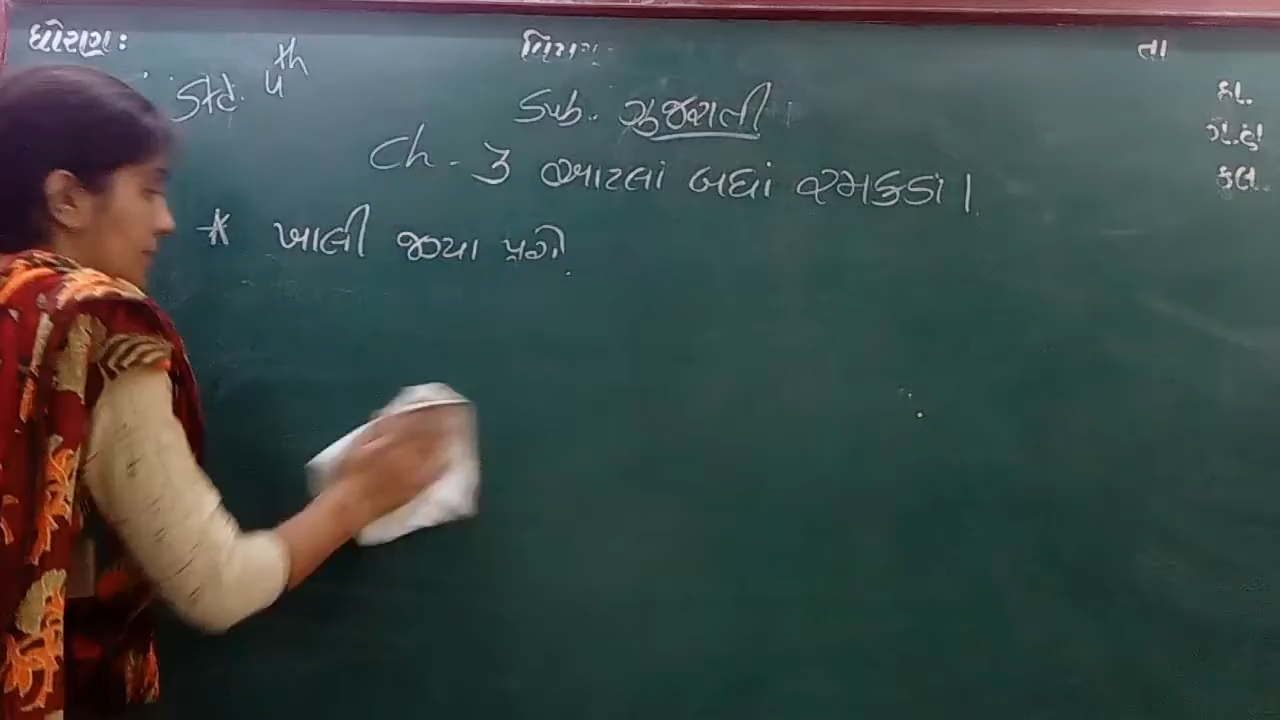 ધોરણઃ વિષયઃ તા
Std. 4th હા.
Sub. ગુજરાતી ગે.હા
Ch - 3 આટલાં બધાં રમકડાં ! કુલ.
* ખાલી જગ્યા પૂરો